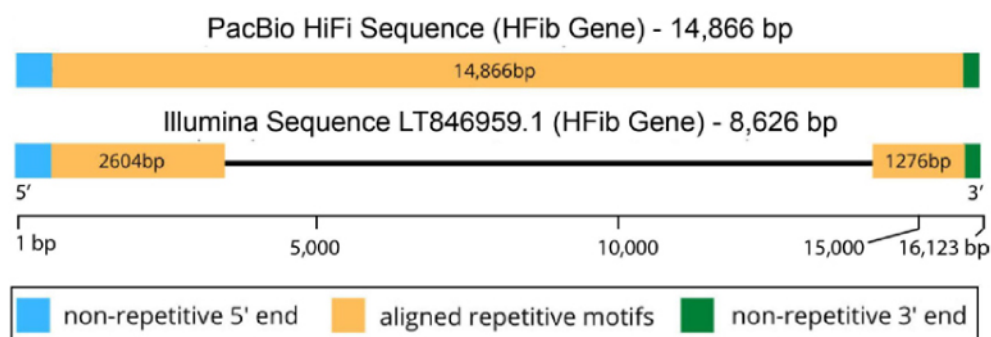 PacBio HiFi Sequence (HFib Gene) - 14,866 bp
14,866bp
Illumina Sequence LT846959.1 (HFib Gene) - 8,626 bp
2604bp 1276bp
5′ 3′
1 bp 5,000 10,000 15,000 16,123 bp
non-repetitive 5' end aligned repetitive motifs non-repetitive 3' end